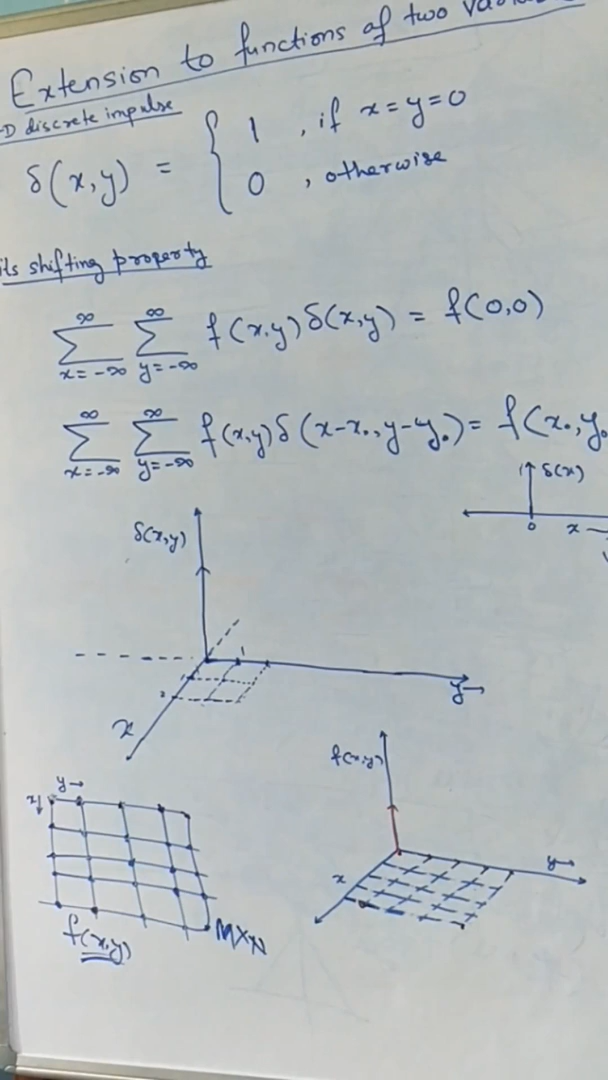 Extension to functions of two
-D discrete impulse
δ(x,y) = { 1 , if x=y=0
0 , otherwise
its shifting property
∞ ∞
∑ ∑ f(x,y) δ(x,y) = f(0,0)
x=-∞ y=-∞
∞ ∞
∑ ∑ f(x,y) δ(x-x₀, y-y₀) = f(x₀, y₀
x=-∞ y=-∞
δ(x)
0 x
δ(x,y)
1
2
y→
x
f(x,y)
y→
x
y→
x↓
M×N
f(x,y)